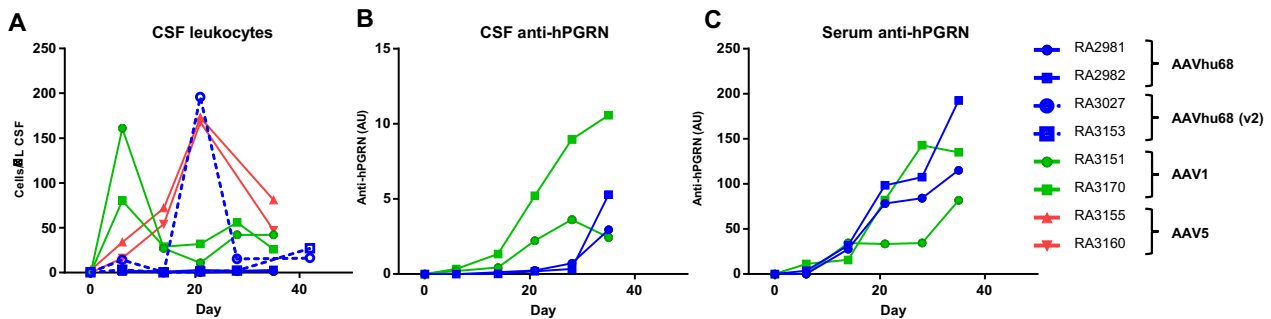 A
CSF leukocytes
250
200
150
100
50
0
0
20
40
Day
B
CSF anti-hPGRN
Anti-hPGRN (AU)
15
10
5
0
0
20
40
Day
C
Serum anti-hPGRN
Anti-hPGRN (AU)
250
200
150
100
50
0
0
20
40
Day
RA2981
RA2982
AAVhu68
RA3027
RA3153
AAVhu68 (v2)
RA3151
RA3170
AAV1
RA3155
RA3160
AAV5